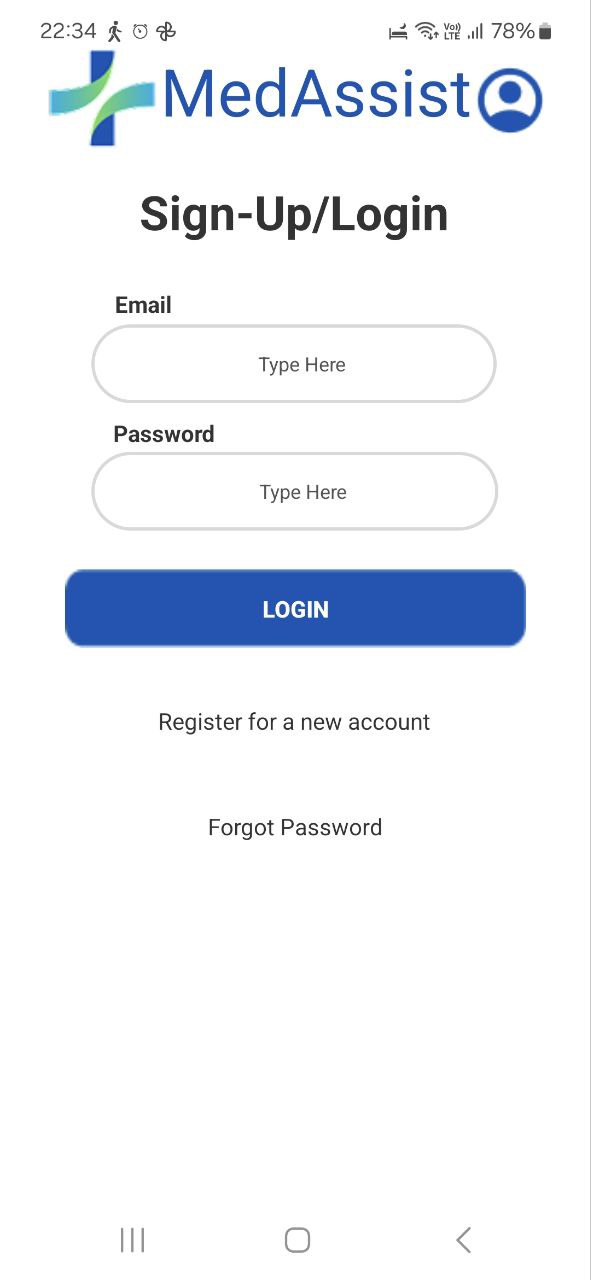 22:34 Vo)) LTE 78%
MedAssist
Sign-Up/Login
Email
Type Here
Password
Type Here
LOGIN
Register for a new account
Forgot Password